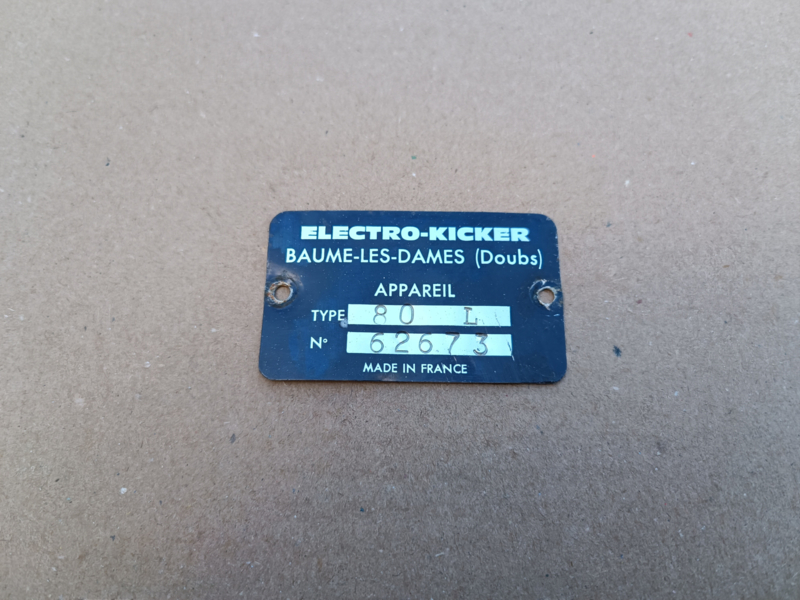 ELECTRO-KICKER
BAUME-LES-DAMES (Doubs)
APPAREIL
TYPE 80 L
N° 62673
MADE IN FRANCE